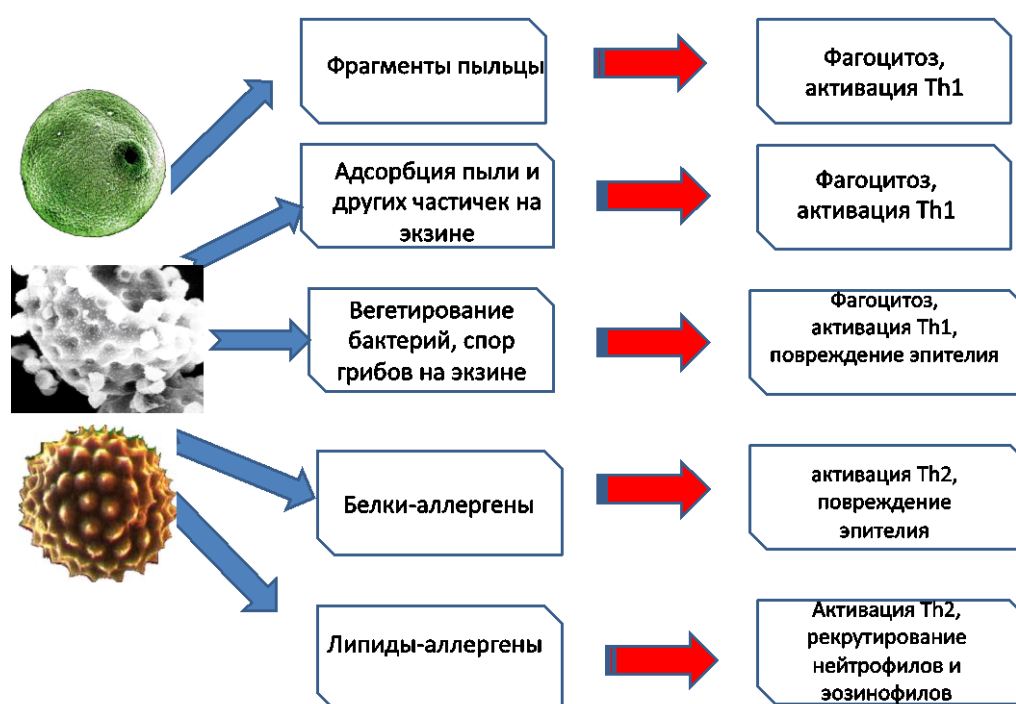 Фрагменты пыльцы
Фагоцитоз,
активация Th1
Адсорбция пыли и
других частичек на
экзине
Фагоцитоз,
активация Th1
Вегетирование
бактерий, спор
грибов на экзине
Фагоцитоз,
активация Th1,
повреждение эпителия
Белки-аллергены
активация Th2,
повреждение
эпителия
Липиды-аллергены
Активация Th2,
рекрутирование
нейтрофилов и
эозинофилов